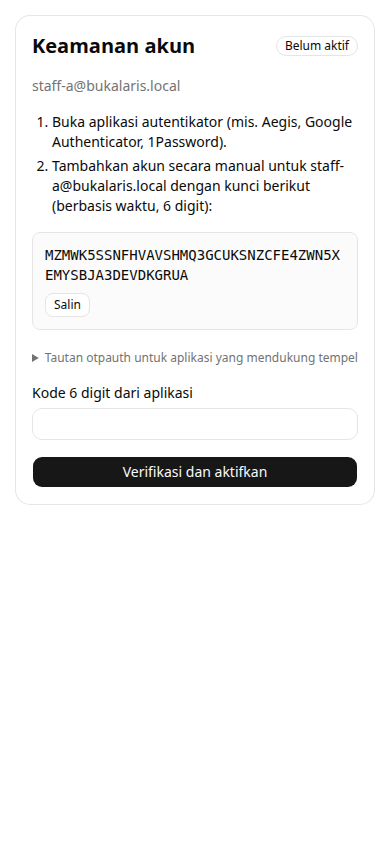 Keamanan akun
Belum aktif
staff-a@bukalaris.local
1. Buka aplikasi autentikator (mis. Aegis, Google
Authenticator, 1Password).
2. Tambahkan akun secara manual untuk staff-
a@bukalaris.local dengan kunci berikut
(berbasis waktu, 6 digit):
MZMWK5SSNFHVAVSHMQ3GCUKSNZCFE4ZWN5X
EMYSBJA3DEVDKGRUA
Salin
Tautan otpauth untuk aplikasi yang mendukung tempel
Kode 6 digit dari aplikasi
Verifikasi dan aktifkan